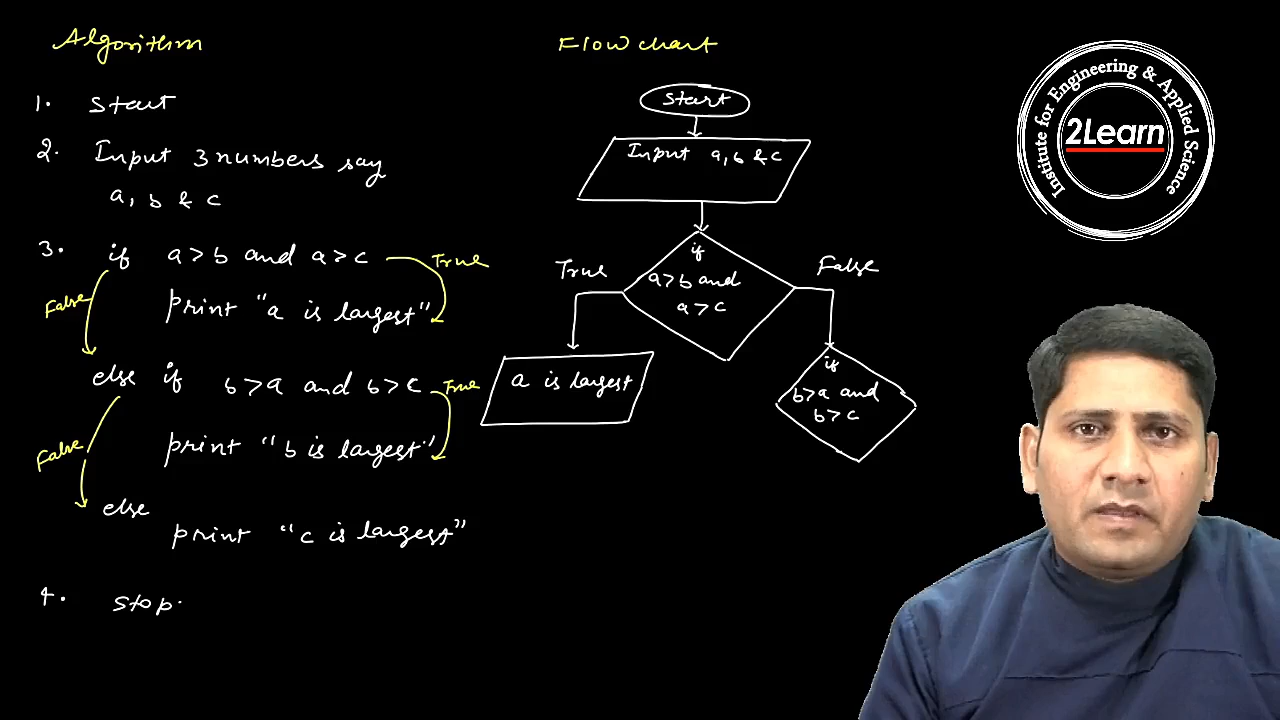 Algorithm
1. Start
2. Input 3 numbers say
a, b & c
3. if a > b and a > c
True
False
print "a is largest"
else if b > a and b > c
True
False
print "b is largest"
else
print "c is largest"
4. stop.
Flow chart
Start
Input a, b & c
if
a > b and
a > c
True
False
a is largest
if
b > a and
b > c
Institute for Engineering & Applied Science
2Learn